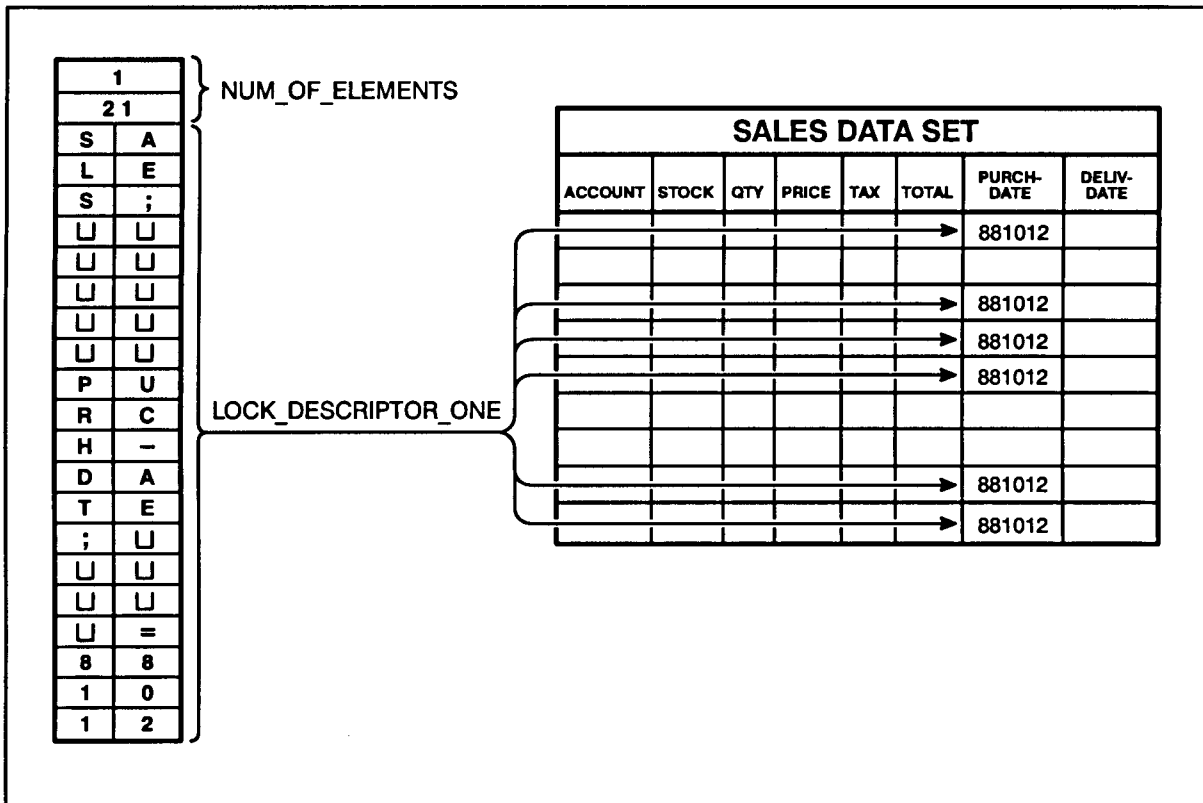 1
21
NUM_OF_ELEMENTS
S A
L E
S ;
⊔ ⊔
⊔ ⊔
⊔ ⊔
⊔ ⊔
⊔ ⊔
P U
R C
H –
D A
T E
; ⊔
⊔ ⊔
⊔ ⊔
⊔ =
8 8
1 0
1 2
LOCK_DESCRIPTOR_ONE
SALES DATA SET
ACCOUNT STOCK QTY PRICE TAX TOTAL PURCH-DATE DELIV-DATE
881012
881012
881012
881012
881012
881012